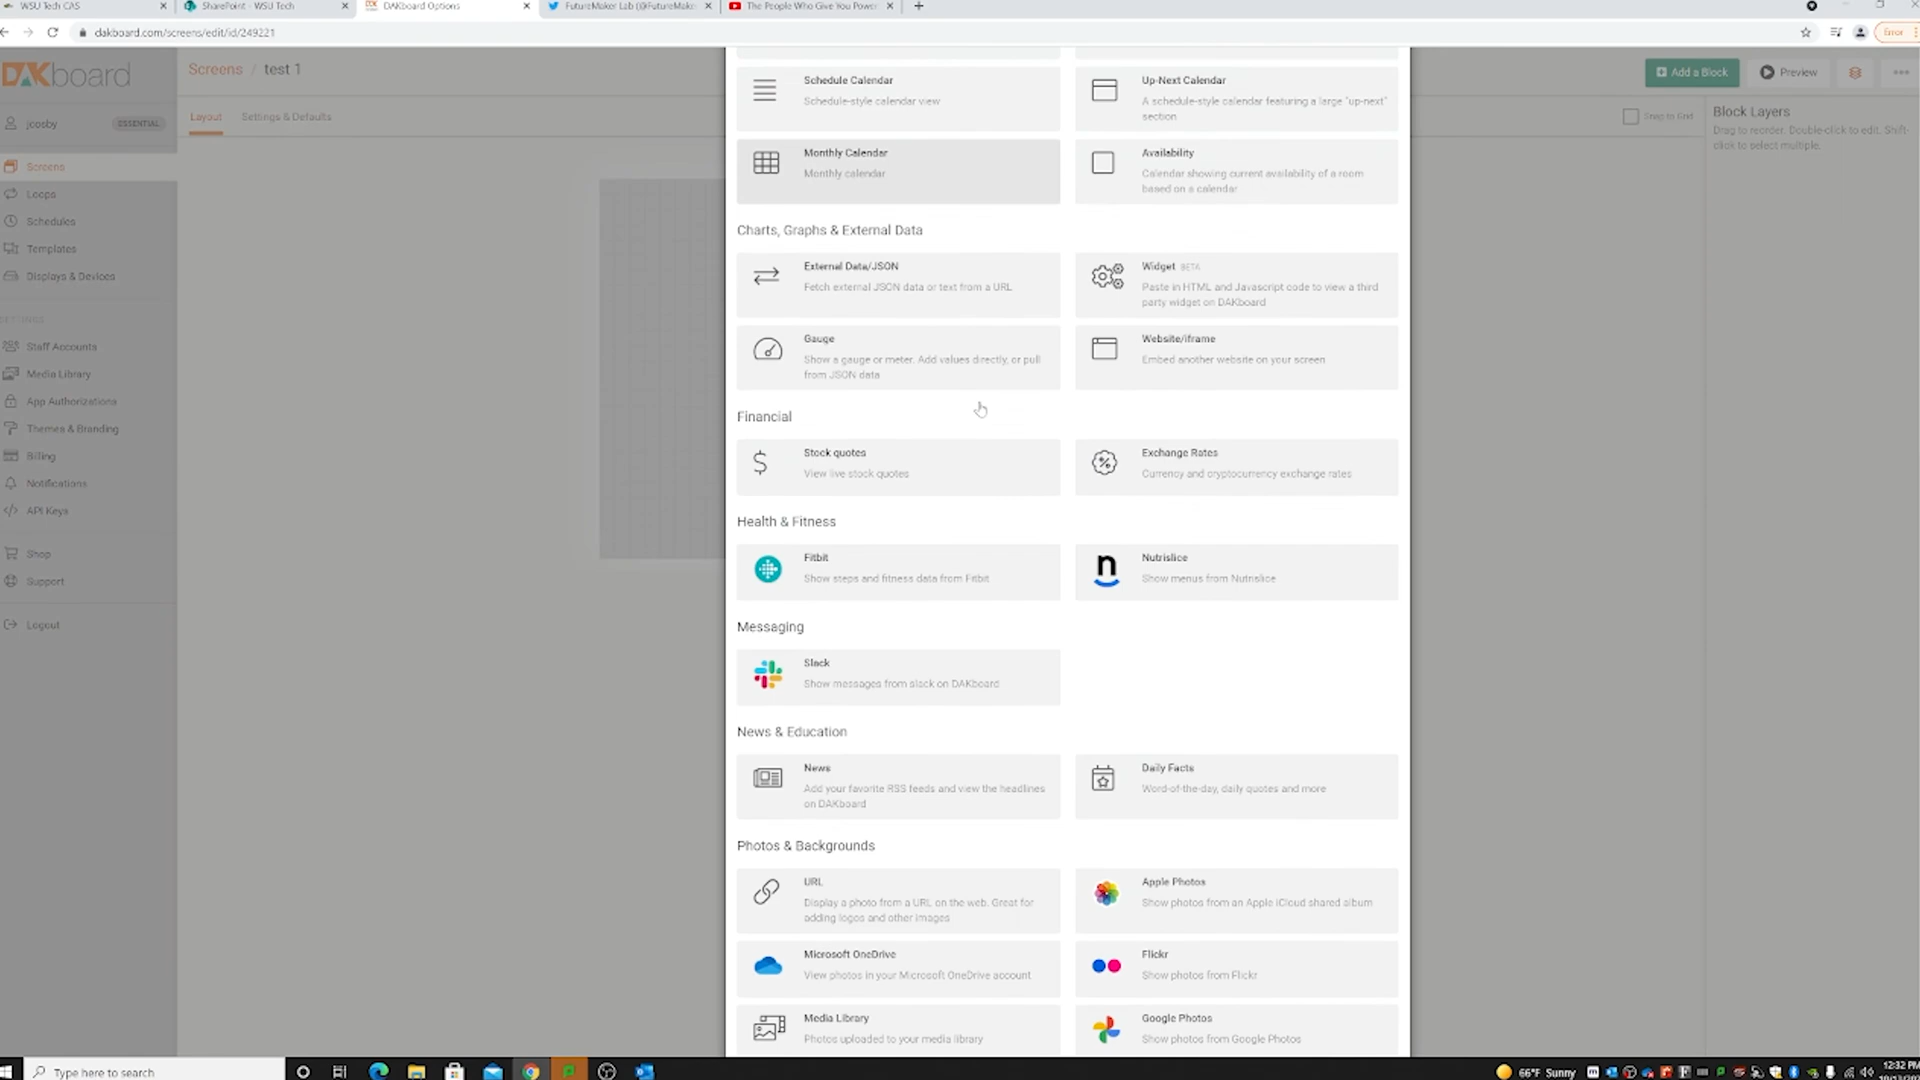 WSU Tech CAS
SharePoint - WSU Tech
DAKboard Options
FutureMaker Lab (@FutureMake
The People Who Give You Power
dakboard.com/screens/edit/id/249221
Error
DAKboard
Screens / test 1
Add a Block
Preview
jcosby
ESSENTIAL
Layout
Settings & Defaults
Snap to Grid
Block Layers
Drag to reorder. Double-click to edit. Shift-
click to select multiple.
Screens
Loops
Schedules
Templates
Displays & Devices
SETTINGS
Staff Accounts
Media Library
App Authorizations
Themes & Branding
Billing
Notifications
API Keys
Shop
Support
Logout
Schedule Calendar
Schedule-style calendar view
Up-Next Calendar
A schedule-style calendar featuring a large "up-next"
section
Monthly Calendar
Monthly calendar
Availability
Calendar showing current availability of a room
based on a calendar
Charts, Graphs & External Data
External Data/JSON
Fetch external JSON data or text from a URL
Widget BETA
Paste in HTML and Javascript code to view a third
party widget on DAKboard
Gauge
Show a gauge or meter. Add values directly, or pull
from JSON data
Website/iframe
Embed another website on your screen
Financial
Stock quotes
View live stock quotes
Exchange Rates
Currency and cryptocurrency exchange rates
Health & Fitness
Fitbit
Show steps and fitness data from Fitbit
Nutrislice
Show menus from Nutrislice
Messaging
Slack
Show messages from slack on DAKboard
News & Education
News
Add your favorite RSS feeds and view the headlines
on DAKboard
Daily Facts
Word-of-the-day, daily quotes and more
Photos & Backgrounds
URL
Display a photo from a URL on the web. Great for
adding logos and other images
Apple Photos
Show photos from an Apple iCloud shared album
Microsoft OneDrive
View photos in your Microsoft OneDrive account
Flickr
Show photos from Flickr
Media Library
Photos uploaded to your media library
Google Photos
Show photos from Google Photos
Type here to search
66°F Sunny
12:32 PM